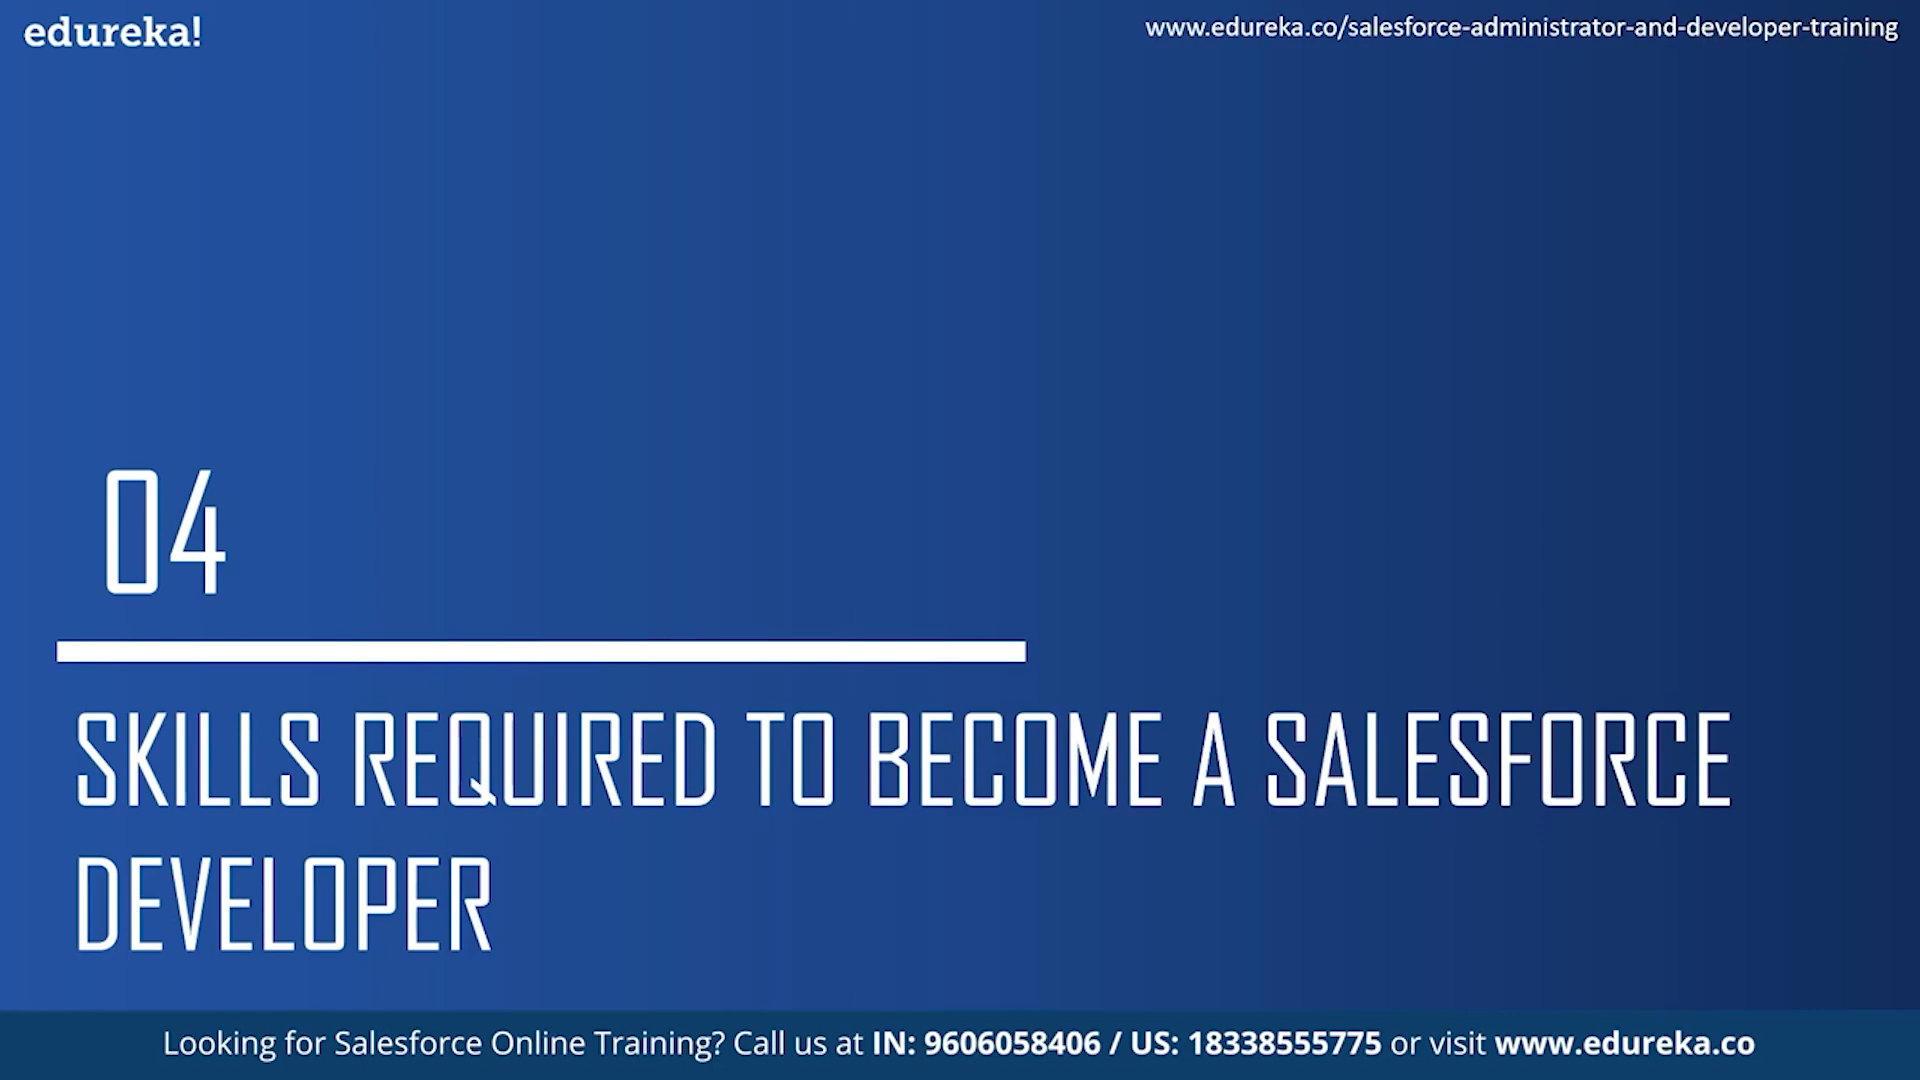 edureka!
www.edureka.co/salesforce-administrator-and-developer-training
04
SKILLS REQUIRED TO BECOME A SALESFORCE
DEVELOPER
Looking for Salesforce Online Training? Call us at IN: 9606058406 / US: 18338555775 or visit www.edureka.co